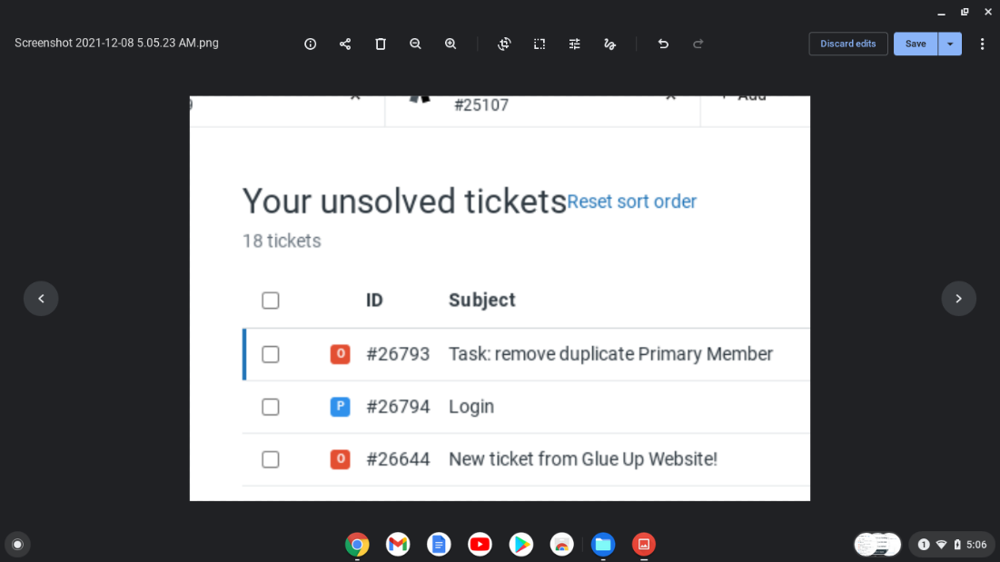 Screenshot 2021-12-08 5.05.23 AM.png
Discard edits
Save
#25107
Your unsolved tickets Reset sort order
18 tickets
ID Subject
O #26793 Task: remove duplicate Primary Member
P #26794 Login
O #26644 New ticket from Glue Up Website!
1 5:06